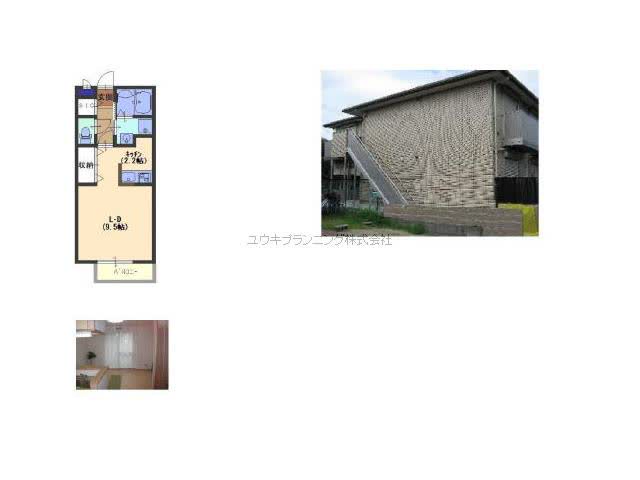 玄関
S I C
キッチン
(2.2帖)
収納
L-D
(9.5帖)
バルコニー
ユウキプランニング株式会社